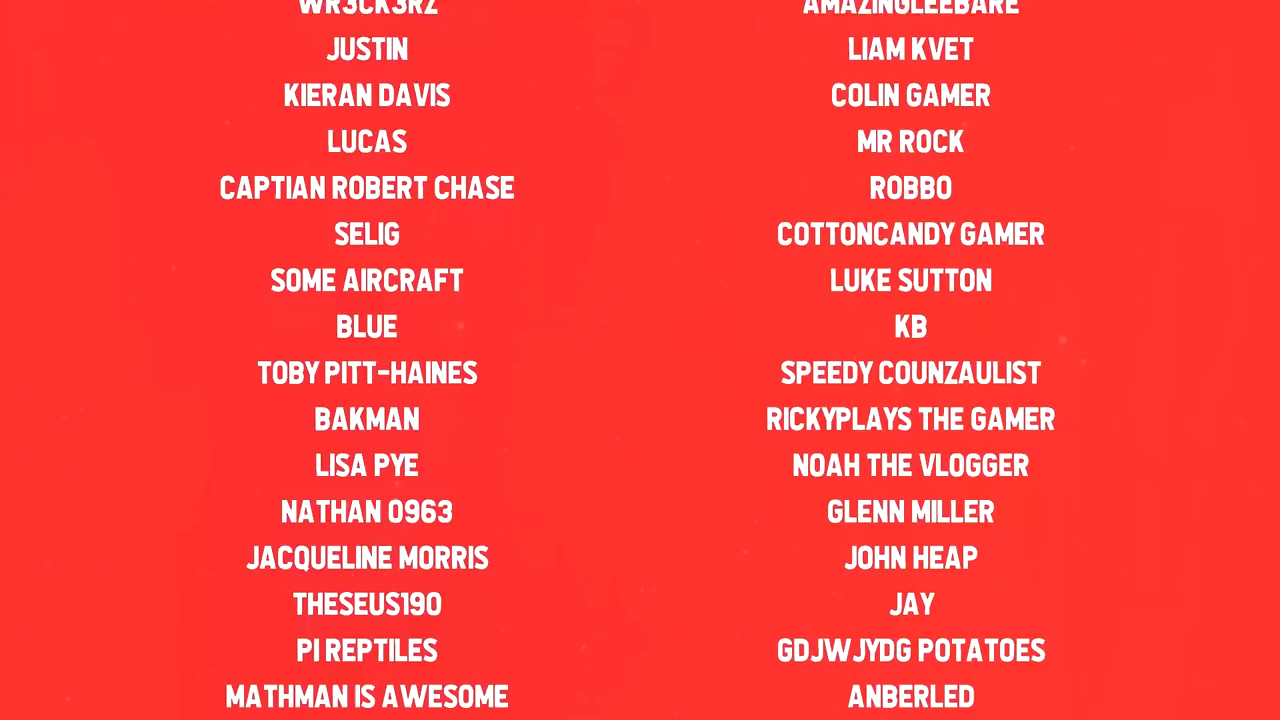 WR3CK3RZ
JUSTIN
KIERAN DAVIS
LUCAS
CAPTIAN ROBERT CHASE
SELIG
SOME AIRCRAFT
BLUE
TOBY PITT-HAINES
BAKMAN
LISA PYE
NATHAN 0963
JACQUELINE MORRIS
THESEUS190
PI REPTILES
MATHMAN IS AWESOME
AMAZINGLEEBARE
LIAM KVET
COLIN GAMER
MR ROCK
ROBBO
COTTONCANDY GAMER
LUKE SUTTON
KB
SPEEDY COUNZAULIST
RICKYPLAYS THE GAMER
NOAH THE VLOGGER
GLENN MILLER
JOHN HEAP
JAY
GDJWJYDG POTATOES
ANBERLED